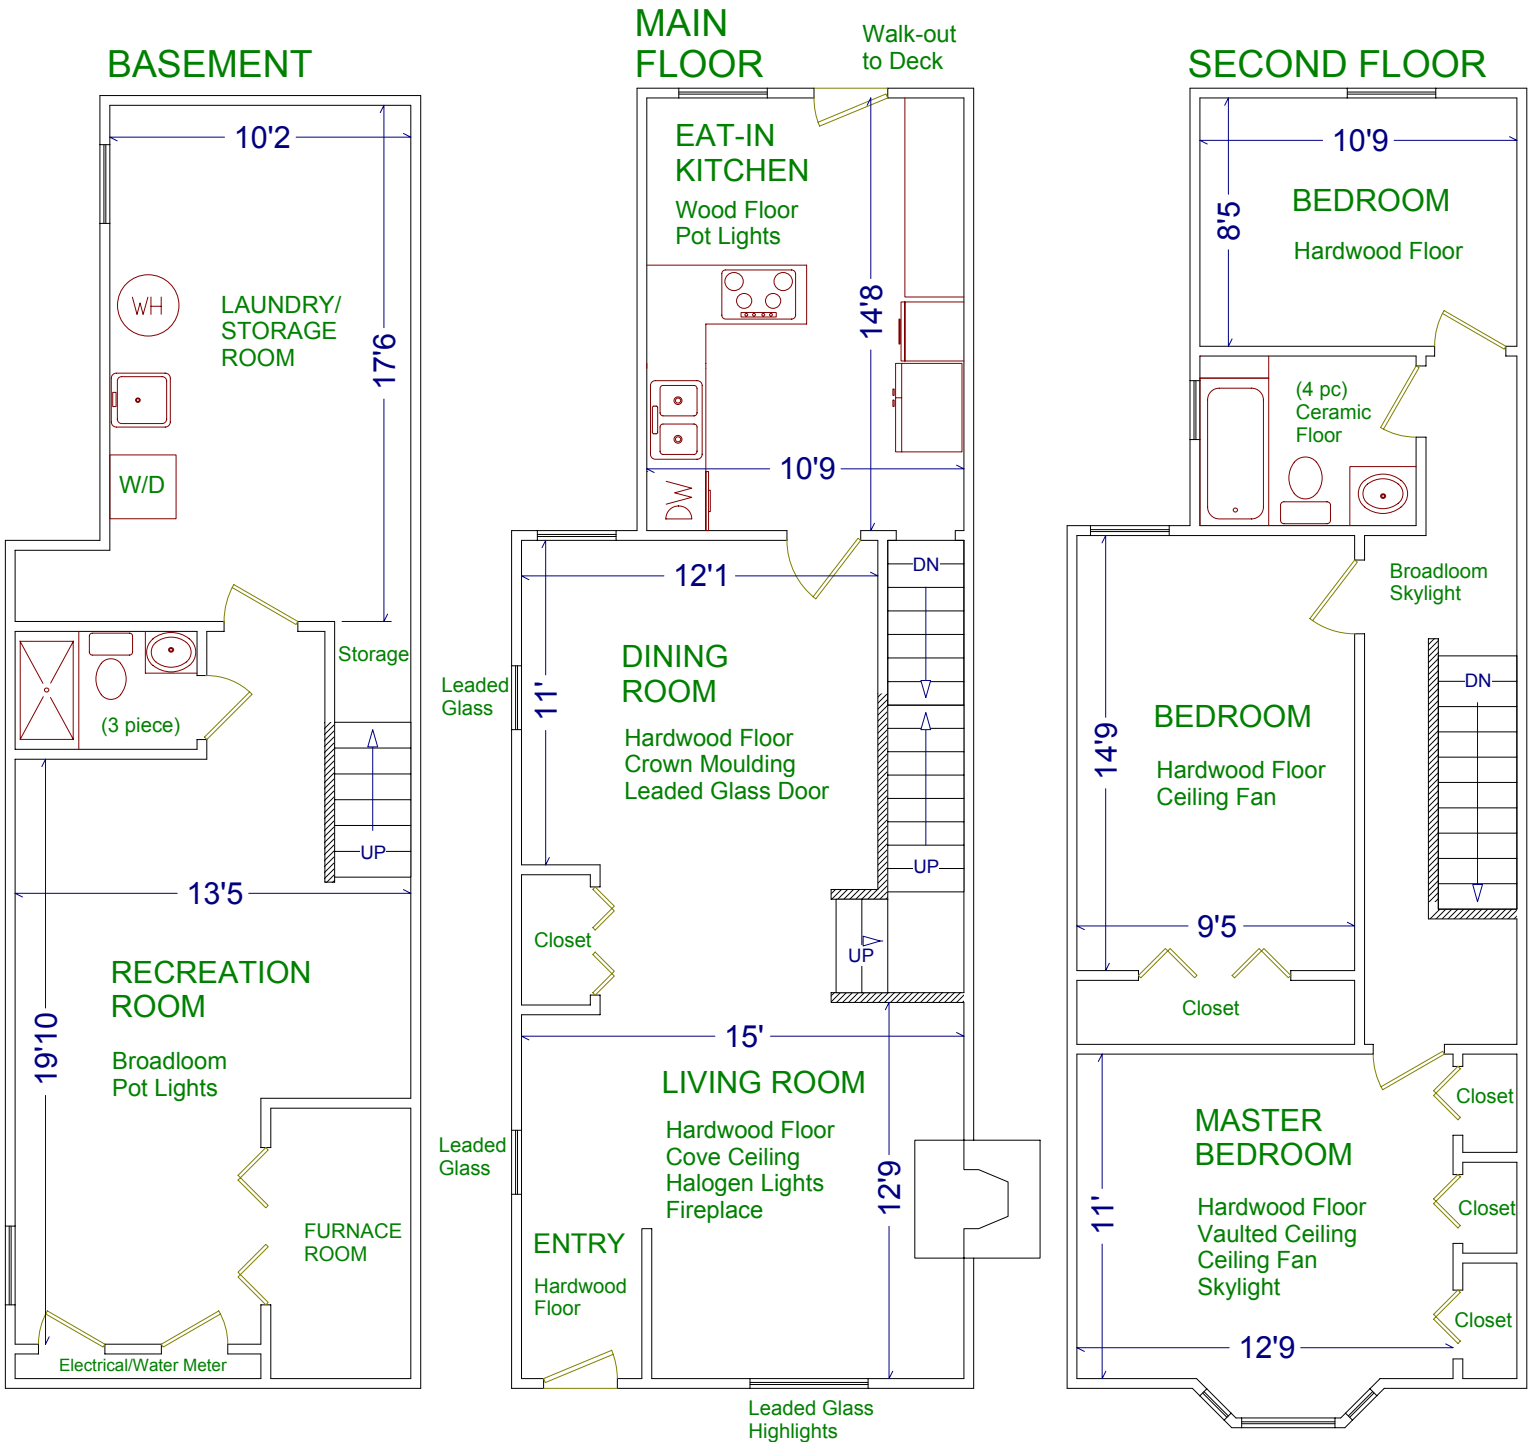 BASEMENT
10'2
WH
LAUNDRY/
STORAGE
ROOM
17'6
W/D
Storage
(3 piece)
UP
13'5
RECREATION
ROOM
19'10
Broadloom
Pot Lights
FURNACE
ROOM
Electrical/Water Meter
MAIN
FLOOR
Walk-out
to Deck
EAT-IN
KITCHEN
Wood Floor
Pot Lights
14'8
10'9
DW
12'1
DN
DINING
ROOM
Leaded
Glass
11'
Hardwood Floor
Crown Moulding
Leaded Glass Door
UP
Closet
UP
15'
LIVING ROOM
Hardwood Floor
Cove Ceiling
Halogen Lights
Fireplace
Leaded
Glass
12'9
ENTRY
Hardwood
Floor
Leaded Glass
Highlights
SECOND FLOOR
10'9
BEDROOM
8'5
Hardwood Floor
(4 pc)
Ceramic
Floor
Broadloom
Skylight
DN
BEDROOM
14'9
Hardwood Floor
Ceiling Fan
9'5
Closet
MASTER
BEDROOM
Closet
11'
Hardwood Floor
Vaulted Ceiling
Ceiling Fan
Skylight
Closet
Closet
12'9